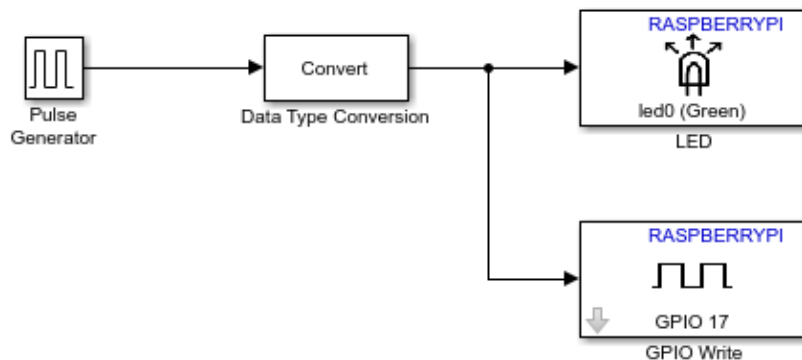 Pulse
Generator
Convert
Data Type Conversion
RASPBERRYPI
led0 (Green)
LED
RASPBERRYPI
GPIO 17
GPIO Write